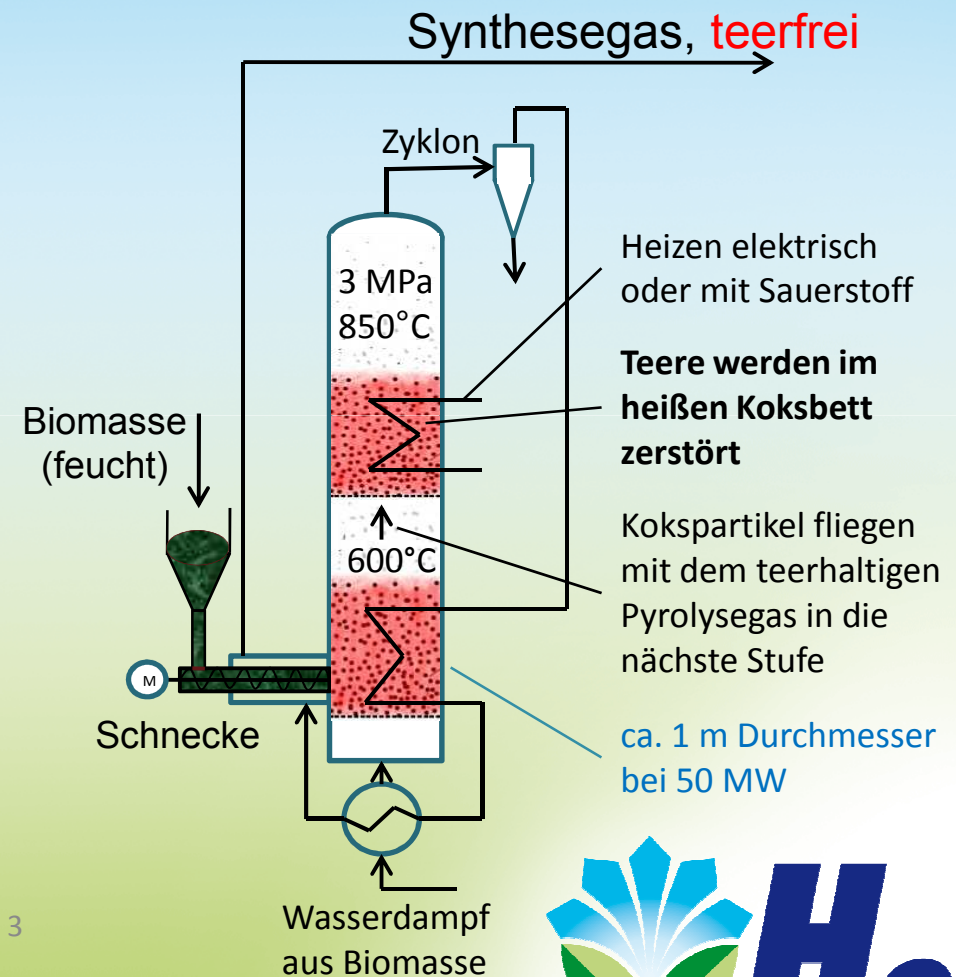 Synthesegas, teerfrei
Zyklon
3 MPa
850°C
Heizen elektrisch
oder mit Sauerstoff
Teere werden im
heißen Koksbett
zerstört
Biomasse
(feucht)
600°C
Kokspartikel fliegen
mit dem teerhaltigen
Pyrolysegas in die
nächste Stufe
M
Schnecke
ca. 1 m Durchmesser
bei 50 MW
Wasserdampf
aus Biomasse
3